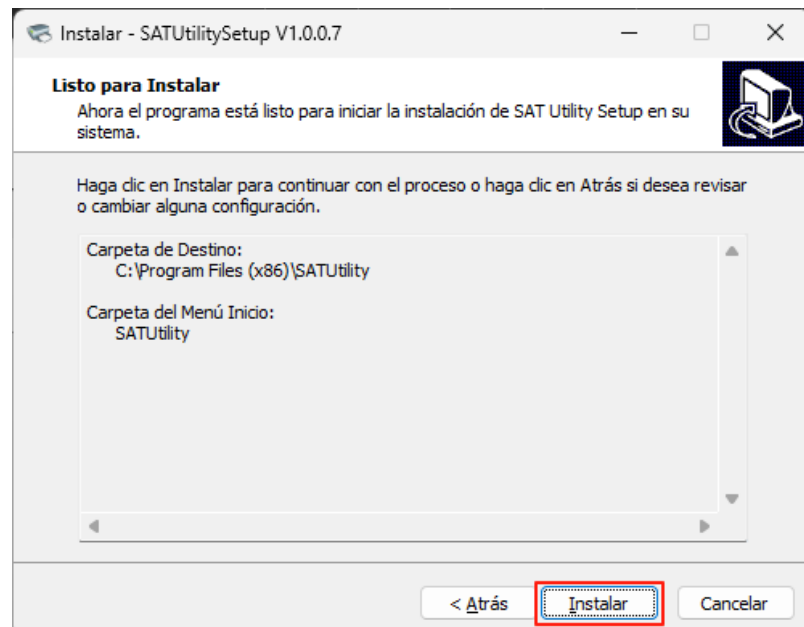 Instalar - SATUtilitySetup V1.0.0.7
Listo para Instalar
Ahora el programa está listo para iniciar la instalación de SAT Utility Setup en su
sistema.
Haga clic en Instalar para continuar con el proceso o haga clic en Atrás si desea revisar
o cambiar alguna configuración.
Carpeta de Destino:
C:\Program Files (x86)\SATUtility
Carpeta del Menú Inicio:
SATUtility
< Atrás
Instalar
Cancelar